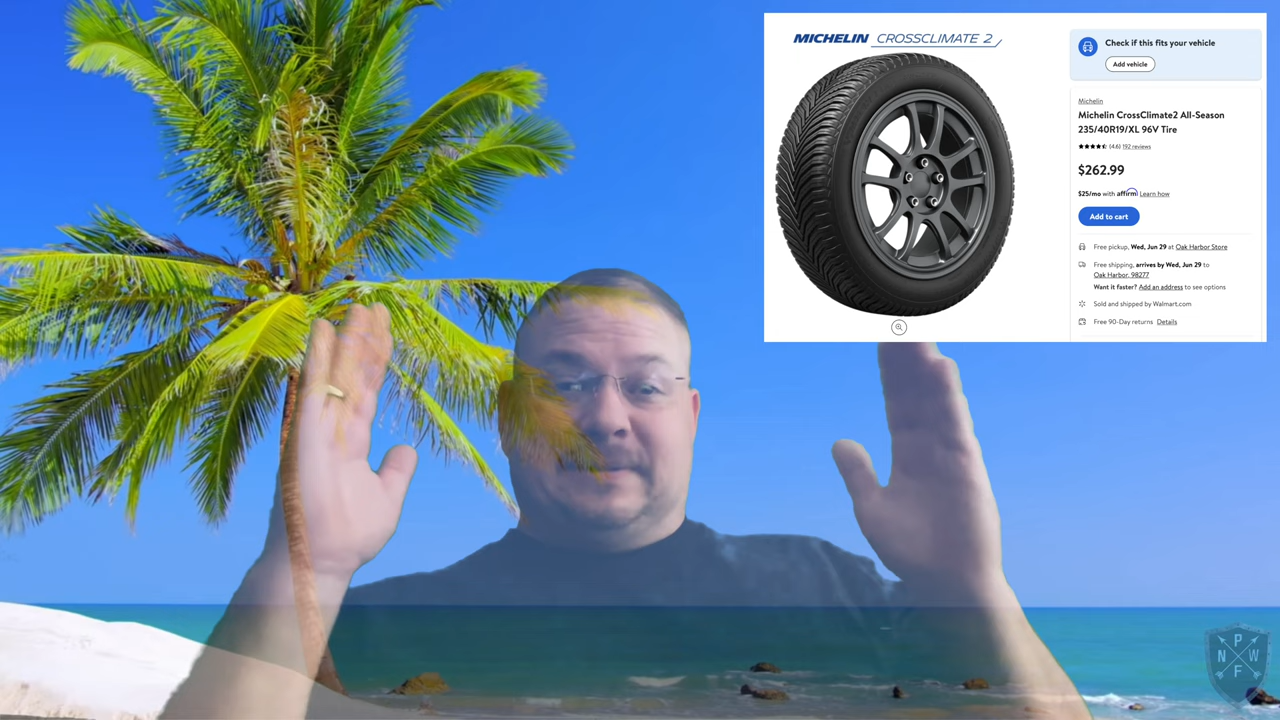 MICHELIN CROSSCLIMATE 2
Check if this fits your vehicle
Add vehicle
Michelin
Michelin CrossClimate2 All-Season
235/40R19/XL 96V Tire
(4.6) 192 reviews
$262.99
$25/mo with affirm Learn how
Add to cart
Free pickup, Wed, Jun 29 at Oak Harbor Store
Free shipping, arrives by Wed, Jun 29 to
Oak Harbor, 98277
Want it faster? Add an address to see options
Sold and shipped by Walmart.com
Free 90-Day returns Details
P
N W
F